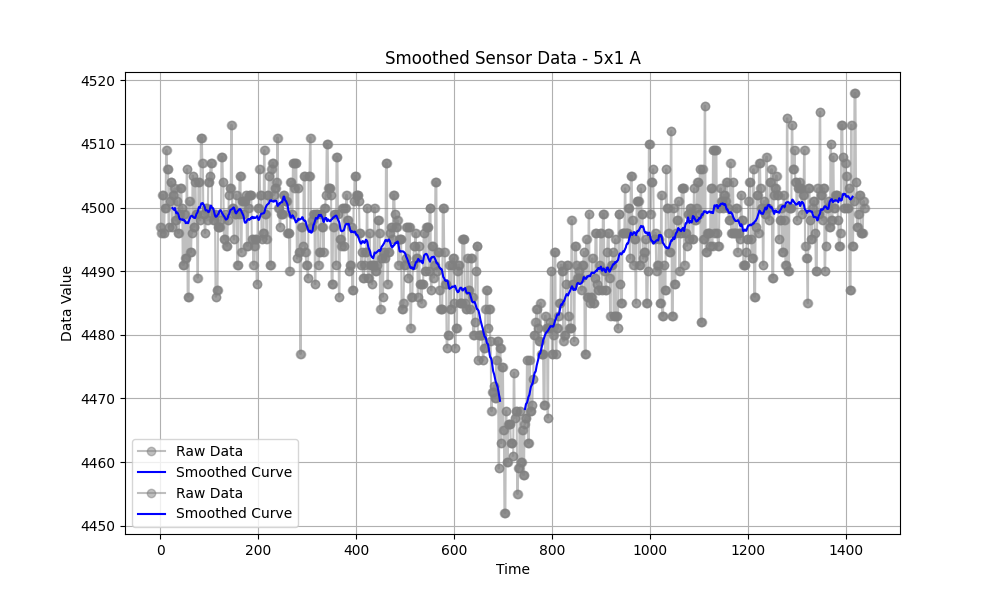 Smoothed Sensor Data - 5x1 A
Data Value
4520
4510
4500
4490
4480
4470
4460
4450
Raw Data
Smoothed Curve
Raw Data
Smoothed Curve
0 200 400 600 800 1000 1200 1400
Time